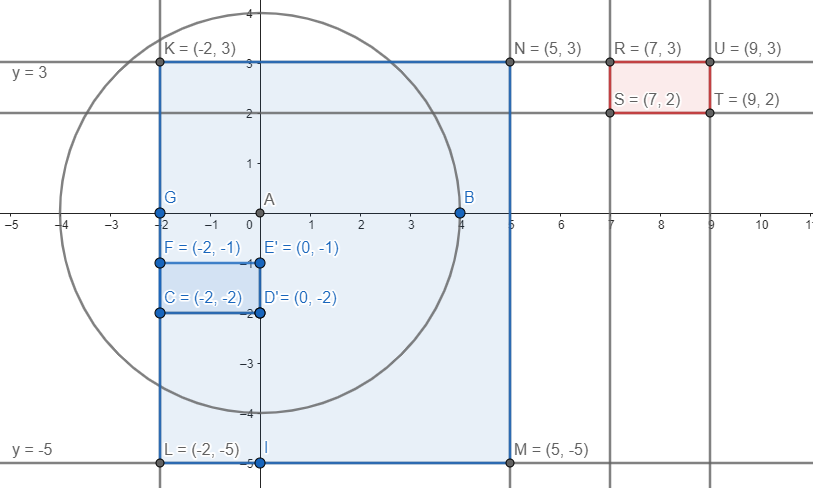 4
K = (-2, 3) N = (5, 3) R = (7, 3) U = (9, 3)
y = 3 3
S = (7, 2) T = (9, 2)
2
1
G A B
–5 –4 –3 –2 –1 0 1 2 3 4 5 6 7 8 9 10 11
F = (-2, -1) E' = (0, -1)
–1
C = (-2, -2) D' = (0, -2)
–2
–3
–4
y = -5 L = (-2, -5) I M = (5, -5)
–5